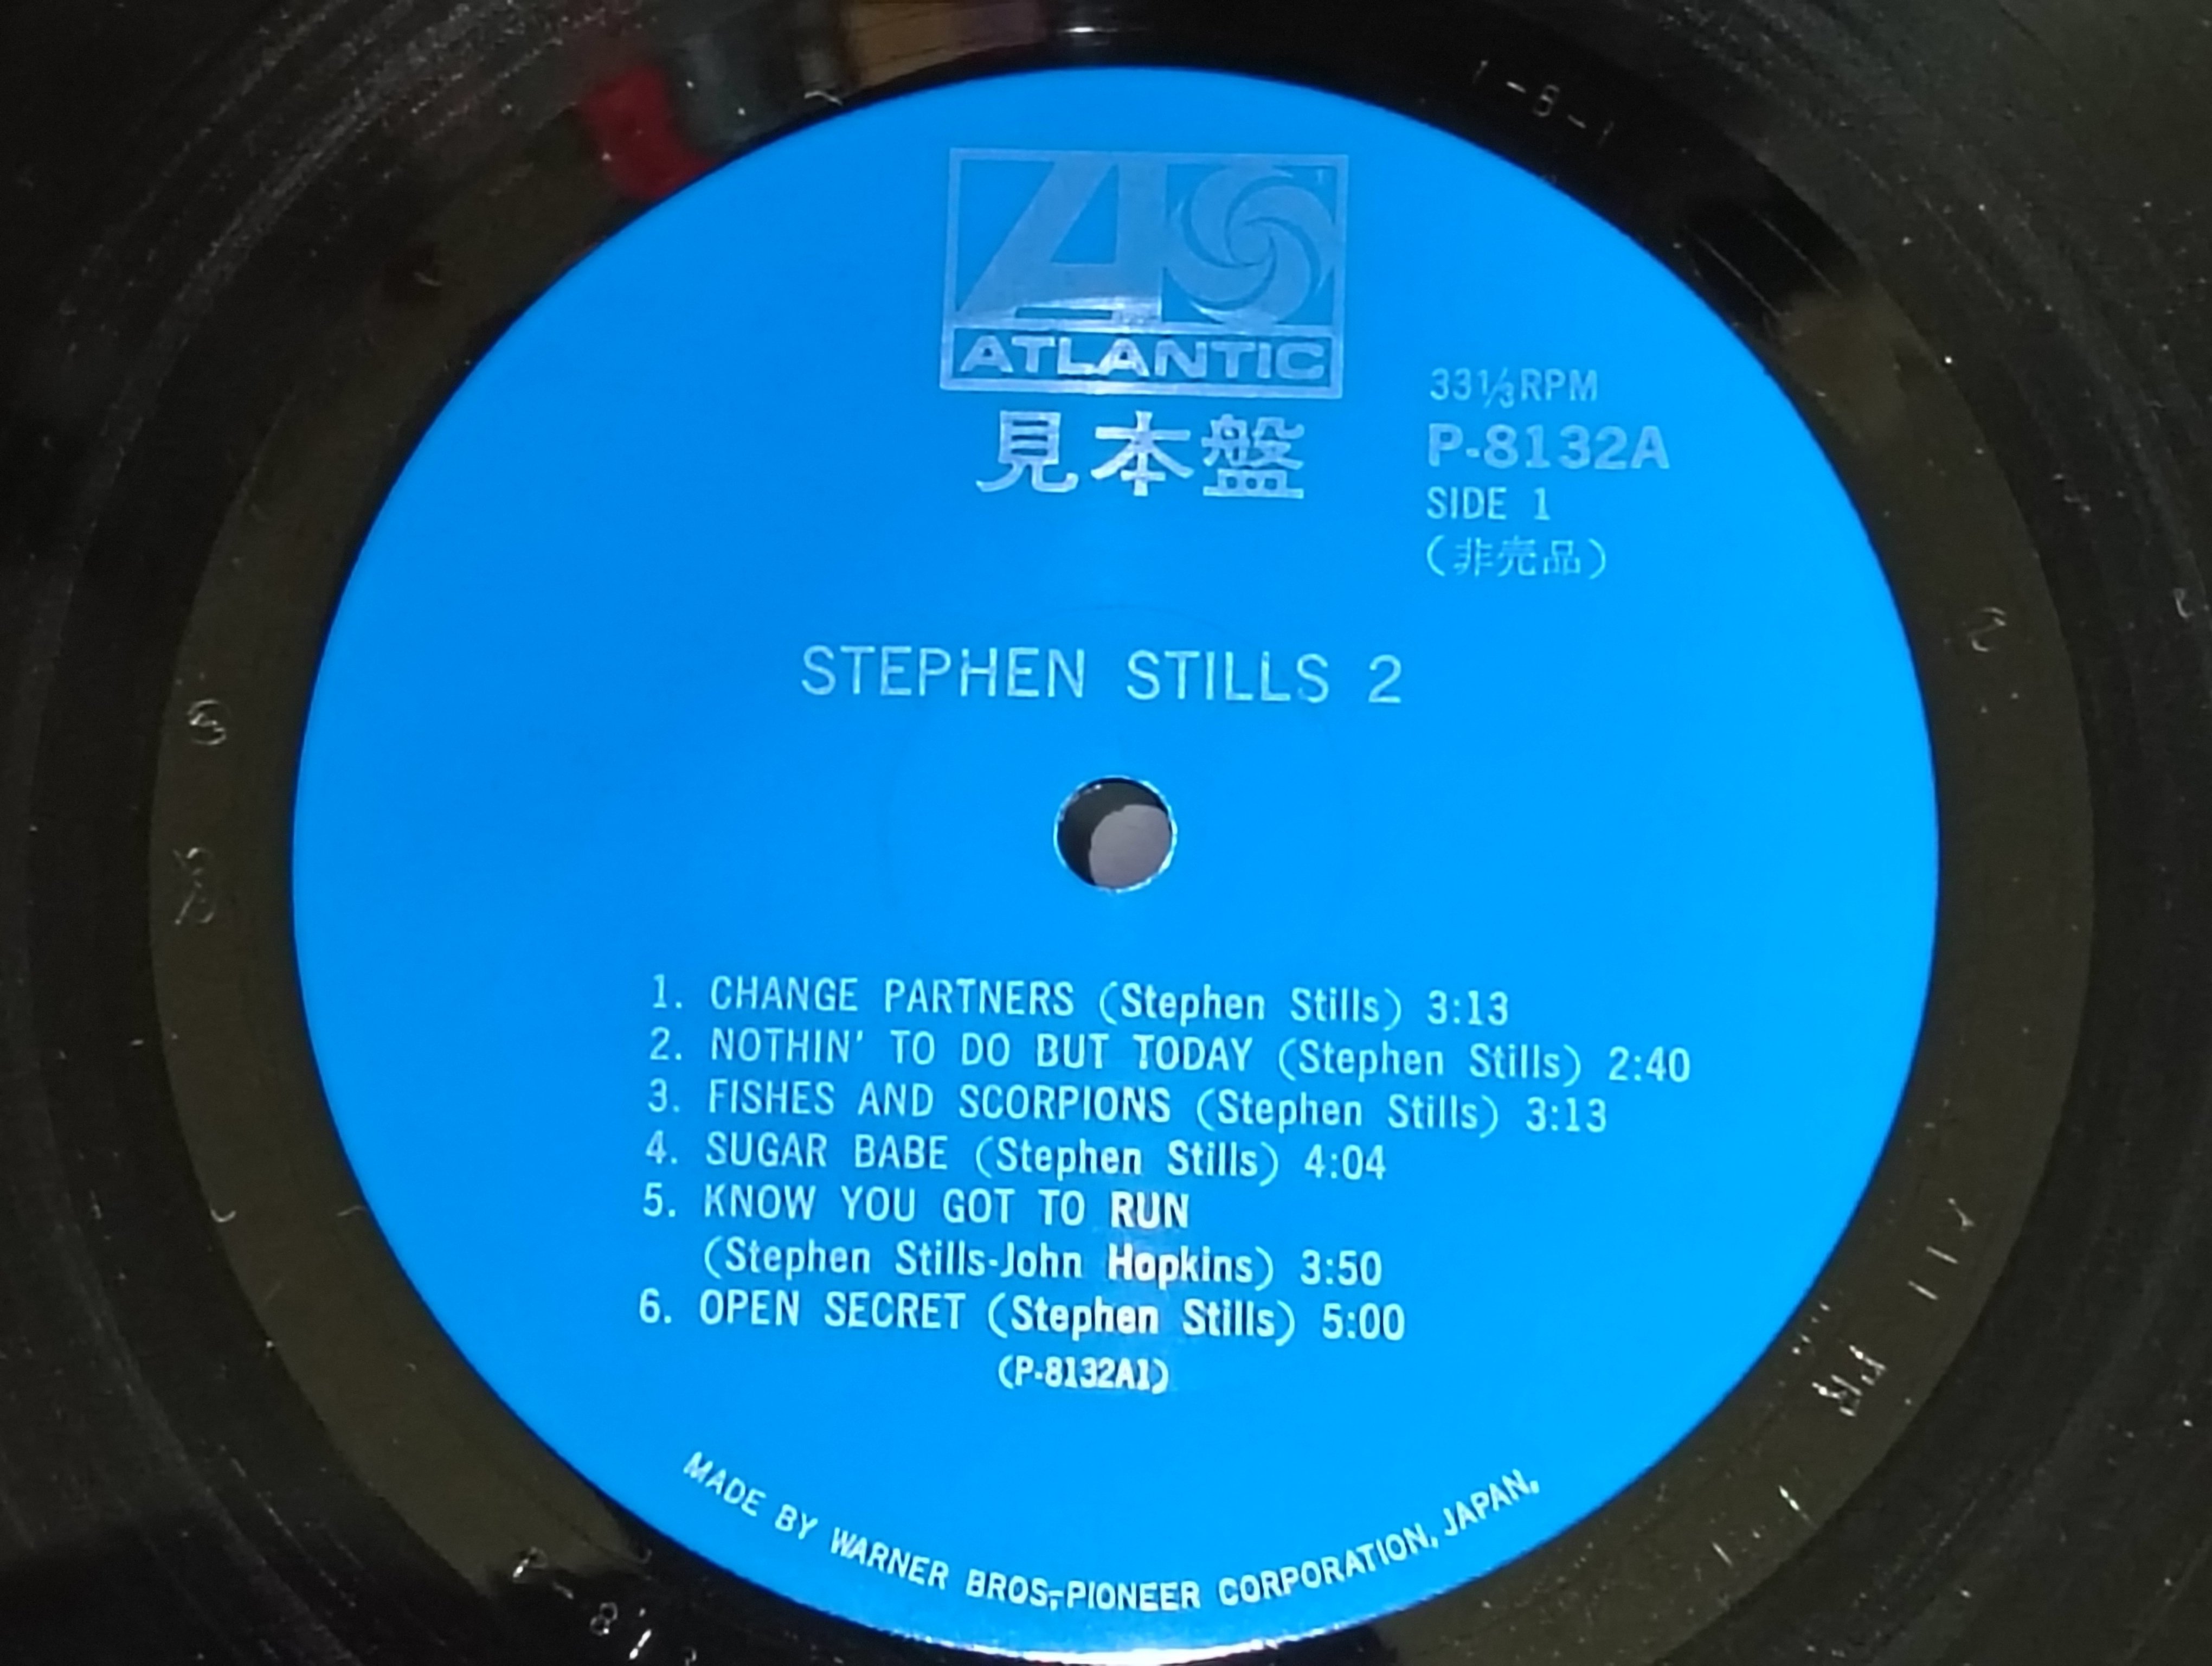 ATLANTIC
見本盤
33⅓RPM
P-8132A
SIDE 1
(非売品)
STEPHEN STILLS 2
1. CHANGE PARTNERS (Stephen Stills) 3:13
2. NOTHIN' TO DO BUT TODAY (Stephen Stills) 2:40
3. FISHES AND SCORPIONS (Stephen Stills) 3:13
4. SUGAR BABE (Stephen Stills) 4:04
5. KNOW YOU GOT TO RUN
(Stephen Stills-John Hopkins) 3:50
6. OPEN SECRET (Stephen Stills) 5:00
(P-8132A1)
MADE BY WARNER BROS,-PIONEER CORPORATION, JAPAN,
1-8-1